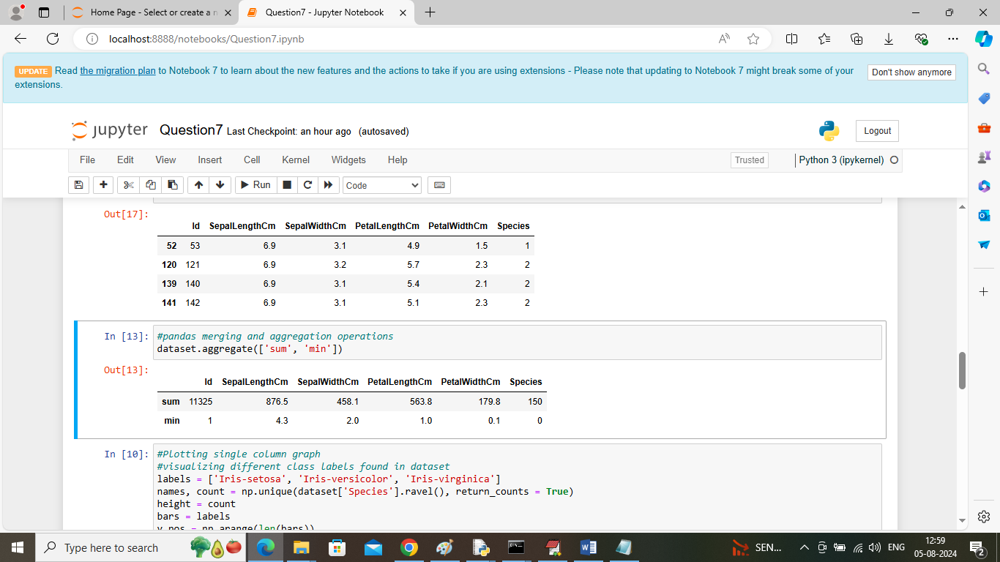 Home Page - Select or create a n
Question7 - Jupyter Notebook
localhost:8888/notebooks/Question7.ipynb
UPDATE Read the migration plan to Notebook 7 to learn about the new features and the actions to take if you are using extensions - Please note that updating to Notebook 7 might break some of your
extensions.
Don't show anymore
jupyter Question7 Last Checkpoint: an hour ago (autosaved)
Logout
File Edit View Insert Cell Kernel Widgets Help
Trusted Python 3 (ipykernel)
Run Code
Out[17]:
Id SepalLengthCm SepalWidthCm PetalLengthCm PetalWidthCm Species
52 53 6.9 3.1 4.9 1.5 1
120 121 6.9 3.2 5.7 2.3 2
139 140 6.9 3.1 5.4 2.1 2
141 142 6.9 3.1 5.1 2.3 2
In [13]: #pandas merging and aggregation operations
dataset.aggregate(['sum', 'min'])
Out[13]:
Id SepalLengthCm SepalWidthCm PetalLengthCm PetalWidthCm Species
sum 11325 876.5 458.1 563.8 179.8 150
min 1 4.3 2.0 1.0 0.1 0
In [10]: #Plotting single column graph
#visualizing different class labels found in dataset
labels = ['Iris-setosa', 'Iris-versicolor', 'Iris-virginica']
names, count = np.unique(dataset['Species'].ravel(), return_counts = True)
height = count
bars = labels
y_pos = np.arange(len(bars))
Type here to search
SEN...
ENG
12:59
05-08-2024
2